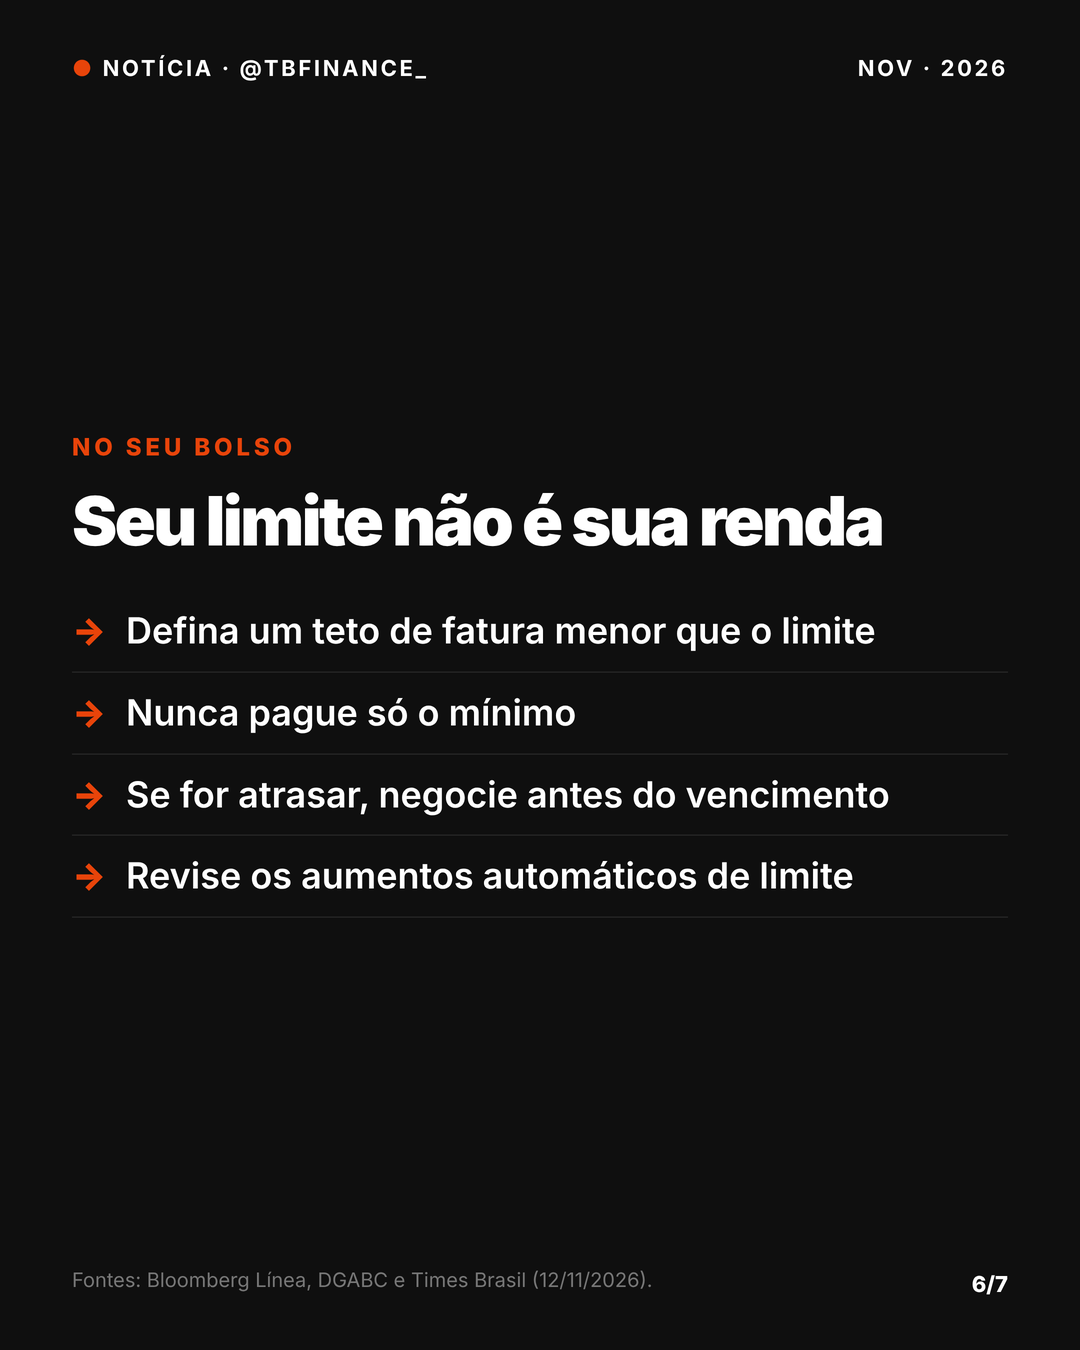 NOTÍCIA · @TBFINANCE_
NOV · 2026
NO SEU BOLSO
Seu limite não é sua renda
→ Defina um teto de fatura menor que o limite
→ Nunca pague só o mínimo
→ Se for atrasar, negocie antes do vencimento
→ Revise os aumentos automáticos de limite
Fontes: Bloomberg Línea, DGABC e Times Brasil (12/11/2026).
6/7